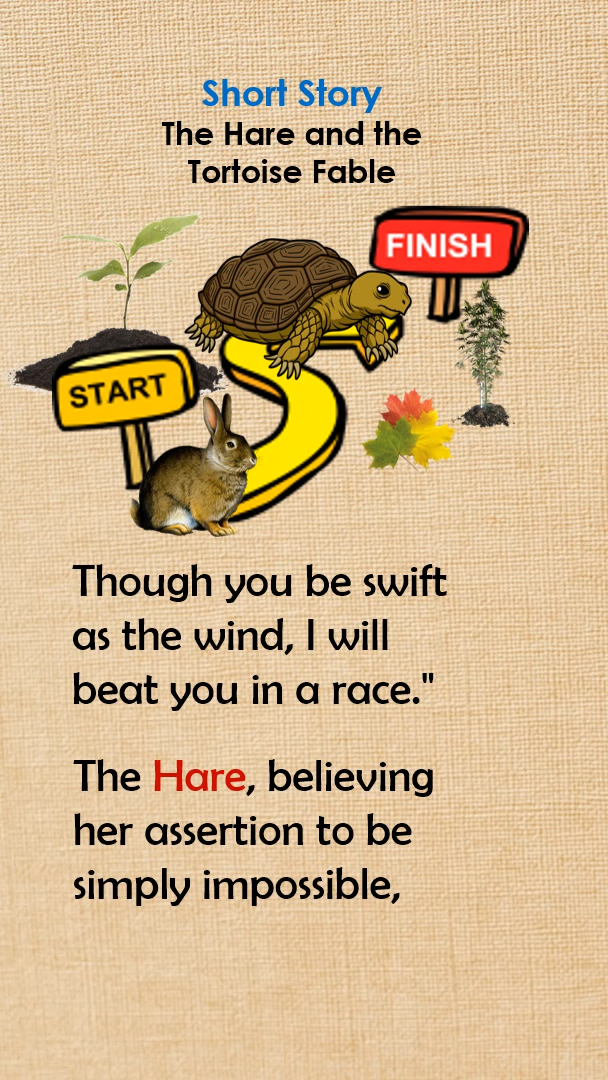 Short Story
The Hare and the
Tortoise Fable
FINISH
START
Though you be swift
as the wind, I will
beat you in a race."
The Hare, believing
her assertion to be
simply impossible,